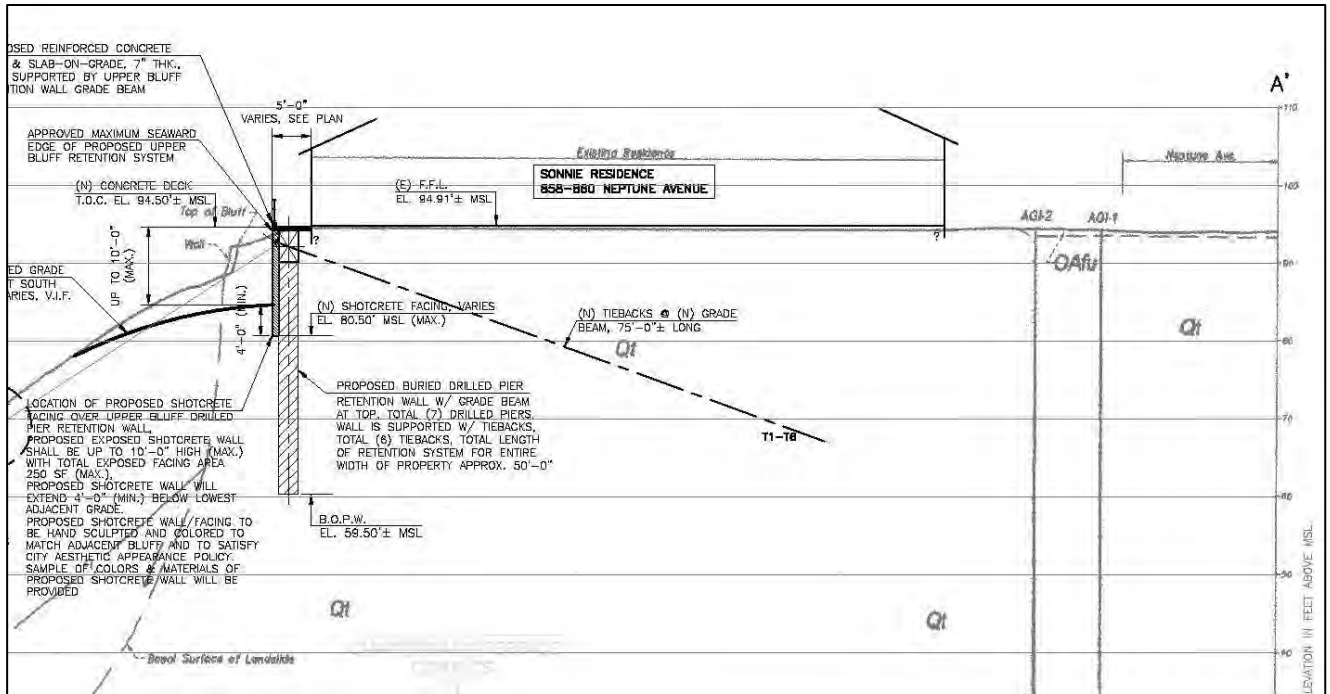 OSED REINFORCED CONCRETE
& SLAB-ON-GRADE, 7" THK.,
SUPPORTED BY UPPER BLUFF
TION WALL GRADE BEAM
5'-0"
VARIES, SEE PLAN
A'
APPROVED MAXIMUM SEAWARD
EDGE OF PROPOSED UPPER
BLUFF RETENTION SYSTEM
Existing Residence
SONNIE RESIDENCE
858-860 NEPTUNE AVENUE
Neptune Ave.
(N) CONCRETE DECK
T.O.C. EL. 94.50'± MSL
(E) F.F.L.
EL. 94.91'± MSL
Top of Bluff
Wall
AGI-2
AGI-1
?
?
QAfu
UP TO 10'-0"
(MAX.)
ED GRADE
T SOUTH
ARIES, V.I.F.
4'-0" (MIN.)
(N) SHOTCRETE FACING, VARIES
EL. 80.50' MSL (MAX.)
(N) TIEBACKS @ (N) GRADE
BEAM, 75'-0"± LONG
Qt
Qt
LOCATION OF PROPOSED SHOTCRETE
FACING OVER UPPER BLUFF DRILLED
PIER RETENTION WALL.
PROPOSED EXPOSED SHOTCRETE WALL
SHALL BE UP TO 10'-0" HIGH (MAX.)
WITH TOTAL EXPOSED FACING AREA
250 SF (MAX.).
PROPOSED SHOTCRETE WALL WILL
EXTEND 4'-0" (MIN.) BELOW LOWEST
ADJACENT GRADE.
PROPOSED SHOTCRETE WALL/FACING TO
BE HAND SCULPTED AND COLORED TO
MATCH ADJACENT BLUFF AND TO SATISFY
CITY AESTHETIC APPEARANCE POLICY.
SAMPLE OF COLORS & MATERIALS OF
PROPOSED SHOTCRETE WALL WILL BE
PROVIDED
PROPOSED BURIED DRILLED PIER
RETENTION WALL W/ GRADE BEAM
AT TOP. TOTAL (7) DRILLED PIERS.
WALL IS SUPPORTED W/ TIEBACKS,
TOTAL (6) TIEBACKS, TOTAL LENGTH
OF RETENTION SYSTEM FOR ENTIRE
WIDTH OF PROPERTY APPROX. 50'-0"
T1-T6
B.O.P.W.
EL. 59.50'± MSL
Qt
Qt
Basal Surface of Landslide
110
100
90
80
70
60
50
40
LEVATION IN FEET ABOVE MSL